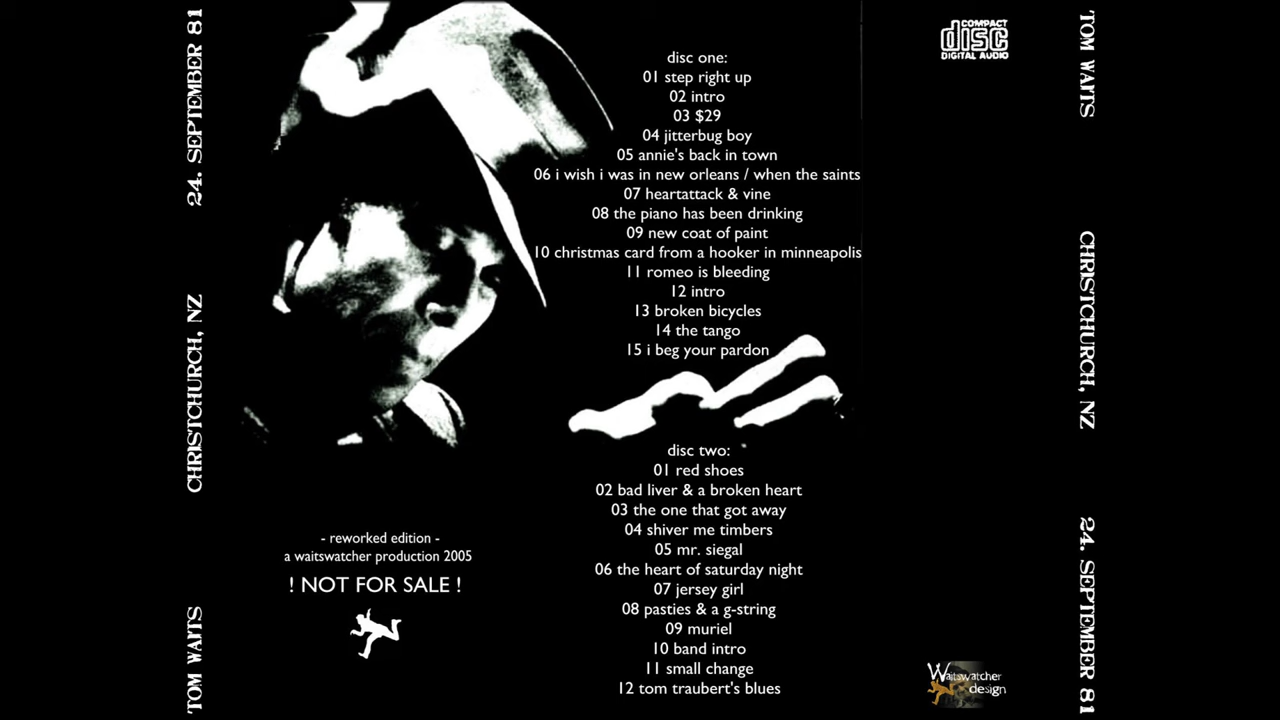 TOM WAITS CHRISTCHURCH, NZ 24. SEPTEMBER 81
disc one:
01 step right up
02 intro
03 $29
04 jitterbug boy
05 annie's back in town
06 i wish i was in new orleans / when the saints
07 heartattack & vine
08 the piano has been drinking
09 new coat of paint
10 christmas card from a hooker in minneapolis
11 romeo is bleeding
12 intro
13 broken bicycles
14 the tango
15 i beg your pardon
disc two:
01 red shoes
02 bad liver & a broken heart
03 the one that got away
04 shiver me timbers
05 mr. siegal
06 the heart of saturday night
07 jersey girl
08 pasties & a g-string
09 muriel
10 band intro
11 small change
12 tom traubert's blues
- reworked edition -
a waitswatcher production 2005
! NOT FOR SALE !
COMPACT
disc
DIGITAL AUDIO
TOM WAITS CHRISTCHURCH, NZ 24. SEPTEMBER 81
Waitswatcher
design